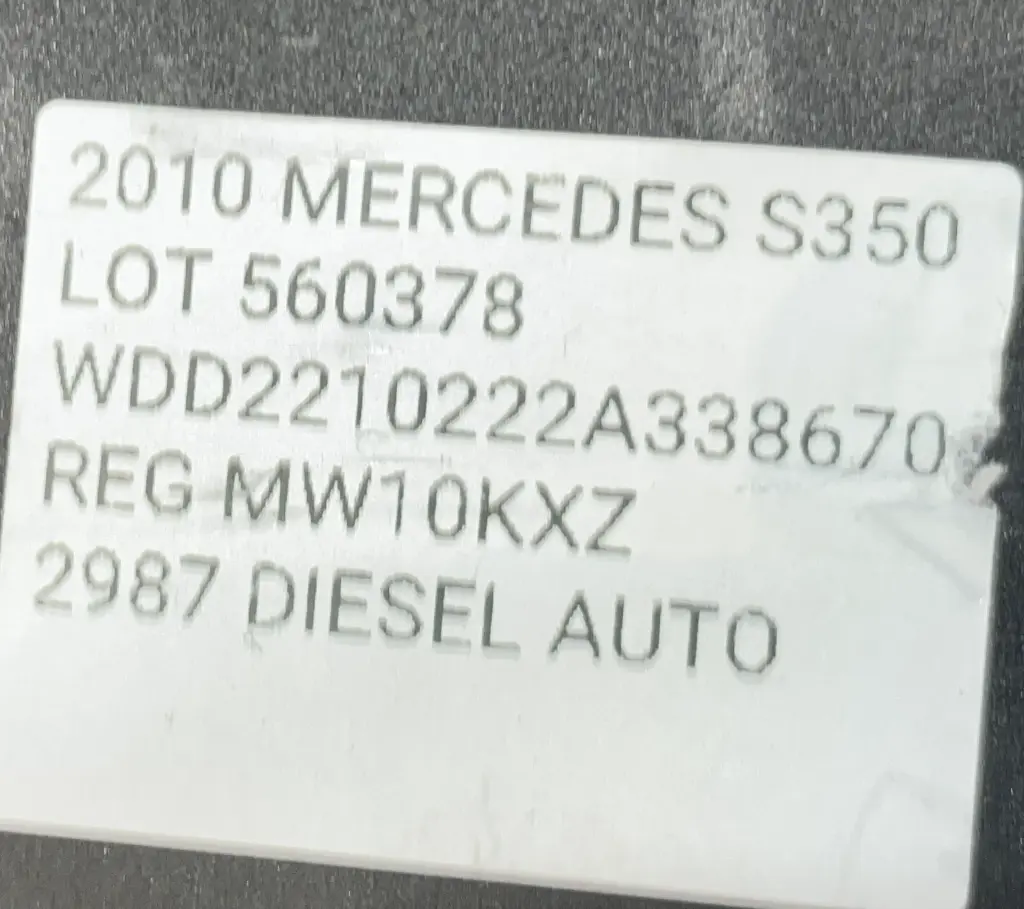 2010 MERCEDES S350
LOT 560378
WDD2210222A338670
REG MW10KXZ
2987 DIESEL AUTO